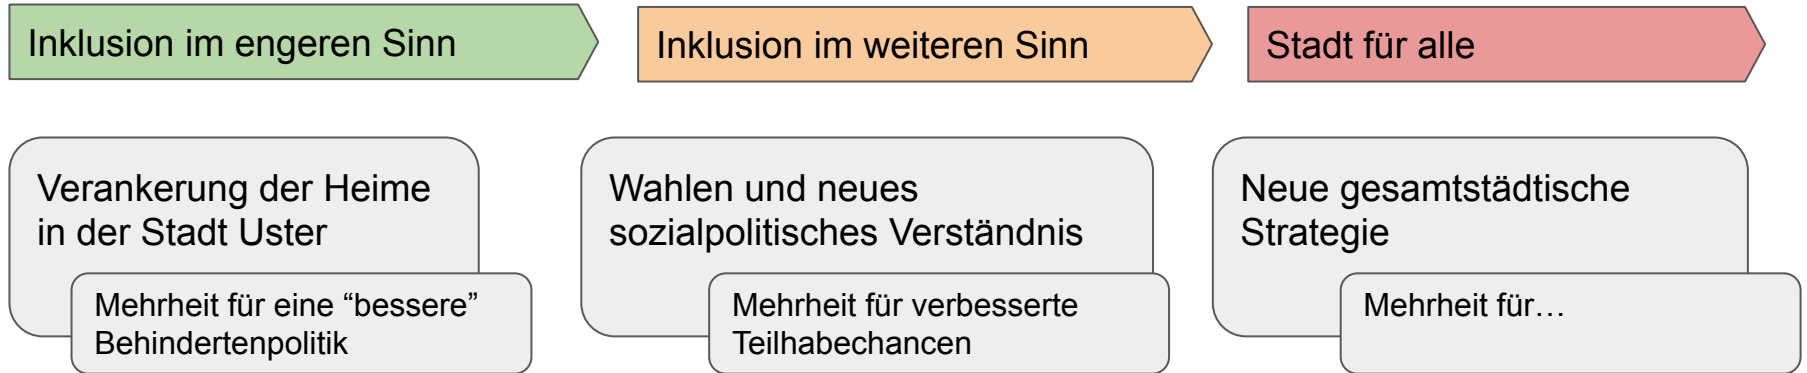 Inklusion im engeren Sinn
Inklusion im weiteren Sinn
Stadt für alle
Verankerung der Heime
in der Stadt Uster
Mehrheit für eine “bessere”
Behindertenpolitik
Wahlen und neues
sozialpolitisches Verständnis
Mehrheit für verbesserte
Teilhabechancen
Neue gesamtstädtische
Strategie
Mehrheit für…